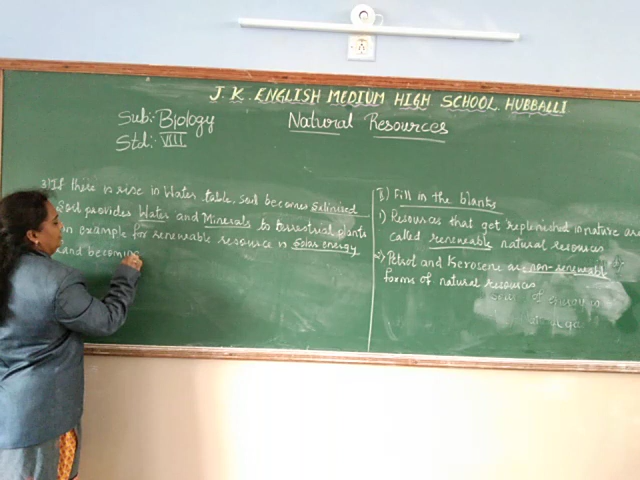 J. K. ENGLISH MEDIUM HIGH SCHOOL. HUBBALLI
Sub:- Biology
Natural Resources
Std:- VIII
3) If there is rise in Water table, Soil becomes Salinized
Soil provides Water and Minerals to terrestrial plants
an example for renewable resource is Solar energy
Land becoming
II) Fill in the blanks
1) Resources that get replenished in nature are
called renewable natural resources
2) Petrol and Kerosene are non-renewable
forms of natural resources